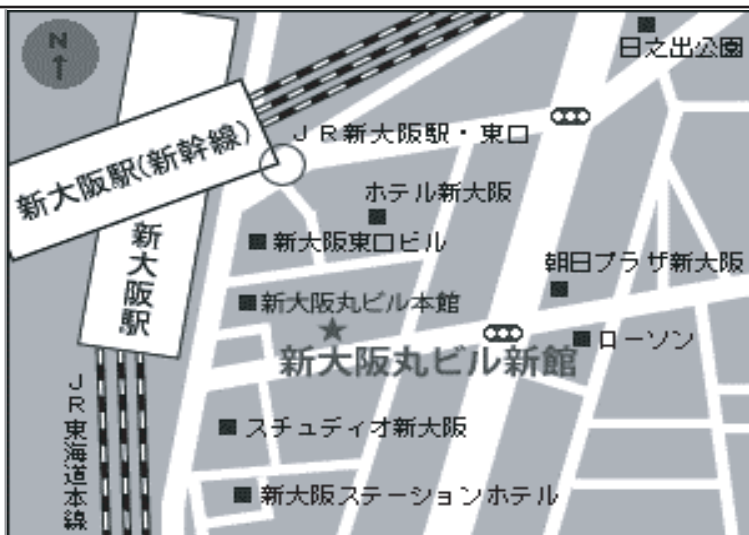 N
日之出公園
JR新大阪駅・東口
新大阪駅(新幹線)
ホテル新大阪
新大阪東口ビル
新大阪駅
朝日プラザ新大阪
新大阪丸ビル本館
ローソン
新大阪丸ビル新館
JR東海道本線
スチュディオ新大阪
新大阪ステーションホテル